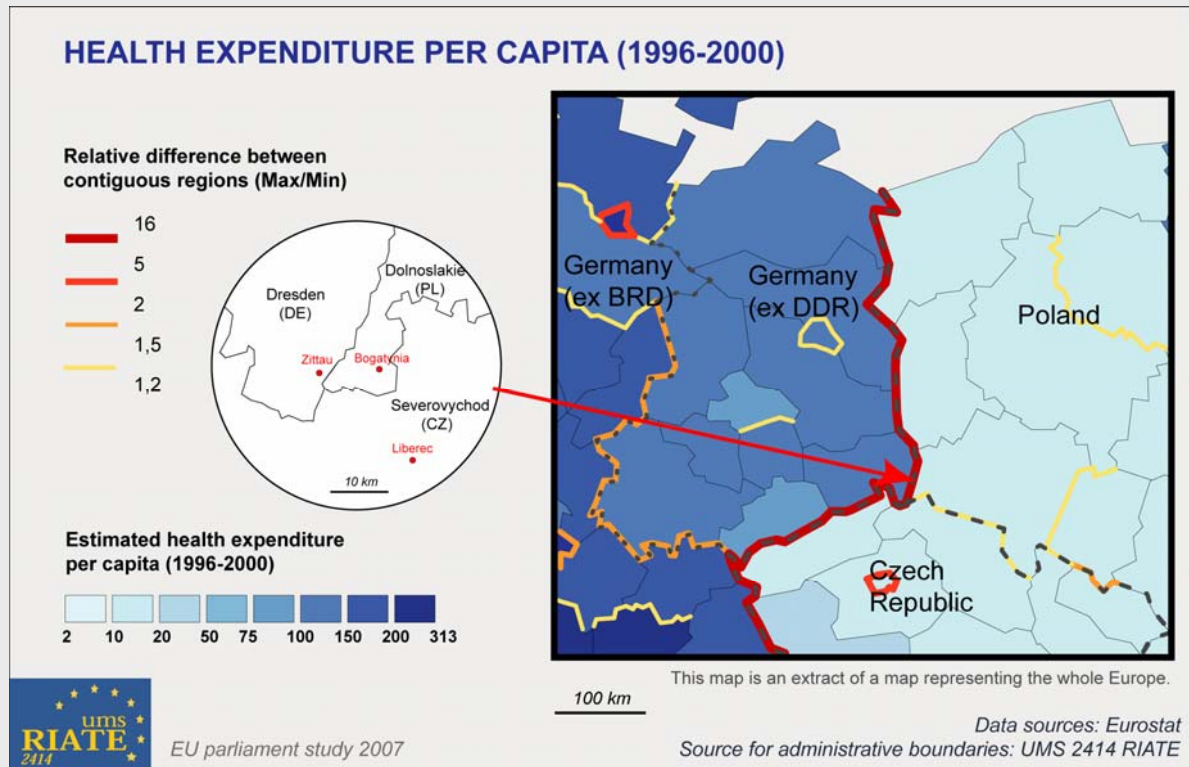 HEALTH EXPENDITURE PER CAPITA (1996-2000)
Relative difference between
contiguous regions (Max/Min)
16
5
2
1,5
1,2
Dolnoslakie
(PL)
Dresden
(DE)
Zittau
Bogatynia
Severovychod
(CZ)
Liberec
10 km
Estimated health expenditure
per capita (1996-2000)
2 10 20 50 75 100 150 200 313
Germany
(ex BRD)
Germany
(ex DDR)
Poland
Czech
Republic
This map is an extract of a map representing the whole Europe.
100 km
ums
RIATE
2414
EU parliament study 2007
Data sources: Eurostat
Source for administrative boundaries: UMS 2414 RIATE